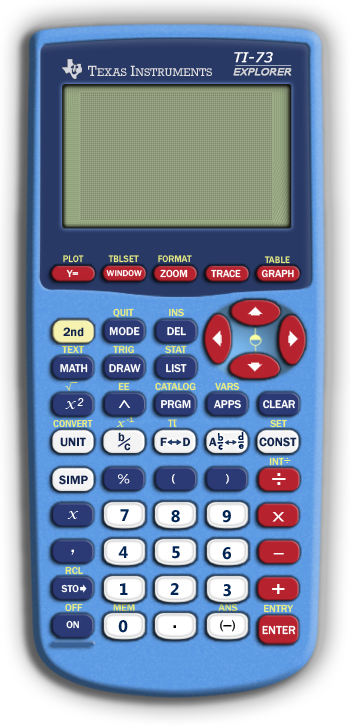 TEXAS INSTRUMENTS
TI-73
EXPLORER
PLOT TBLSET FORMAT TABLE
Y= WINDOW ZOOM TRACE GRAPH
QUIT INS
2nd MODE DEL
TEXT TRIG STAT
MATH DRAW LIST
√‾ EE CATALOG VARS
x² ^ PRGM APPS CLEAR
CONVERT x⁻¹ π SET
UNIT b/c F↔D A b/c ↔ d/e CONST
INT÷
SIMP % ( ) ÷
x 7 8 9 ×
, 4 5 6 −
RCL
STO➡ 1 2 3 +
OFF MEM ANS ENTRY
ON 0 . (−) ENTER